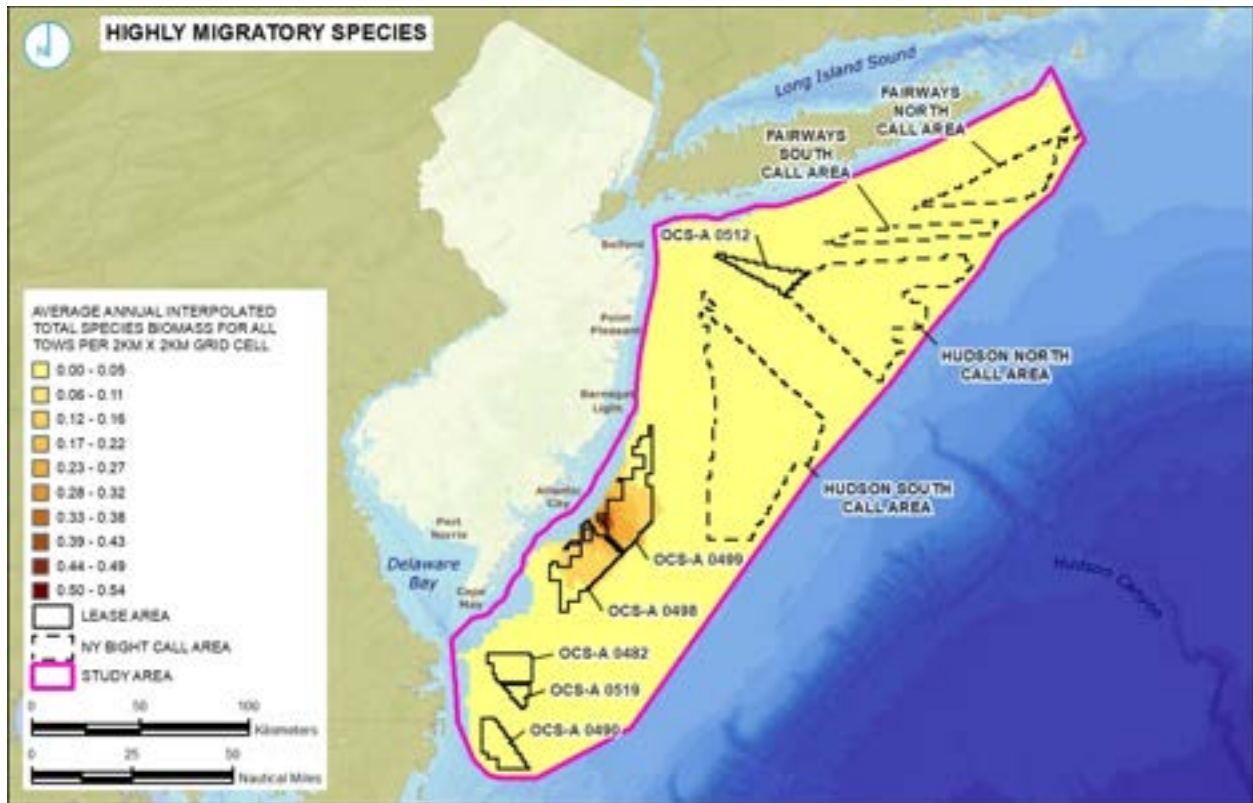 N
HIGHLY MIGRATORY SPECIES
Long Island Sound
FAIRWAYS
NORTH
CALL AREA
FAIRWAYS
SOUTH
CALL AREA
OCS-A 0512
Belford
Point
Pleasant
HUDSON NORTH
CALL AREA
Barnegat
Light
HUDSON SOUTH
CALL AREA
Atlantic
City
Port
Norris
Delaware
Bay
Cape
May
OCS-A 0499
OCS-A 0498
Hudson Canyon
OCS-A 0482
OCS-A 0519
OCS-A 0490
AVERAGE ANNUAL INTERPOLATED
TOTAL SPECIES BIOMASS FOR ALL
TOWS PER 2KM X 2KM GRID CELL
0.00 - 0.05
0.06 - 0.11
0.12 - 0.16
0.17 - 0.22
0.23 - 0.27
0.28 - 0.32
0.33 - 0.38
0.39 - 0.43
0.44 - 0.49
0.50 - 0.54
LEASE AREA
NY BIGHT CALL AREA
STUDY AREA
0 50 100
Kilometers
0 25 50
Nautical Miles